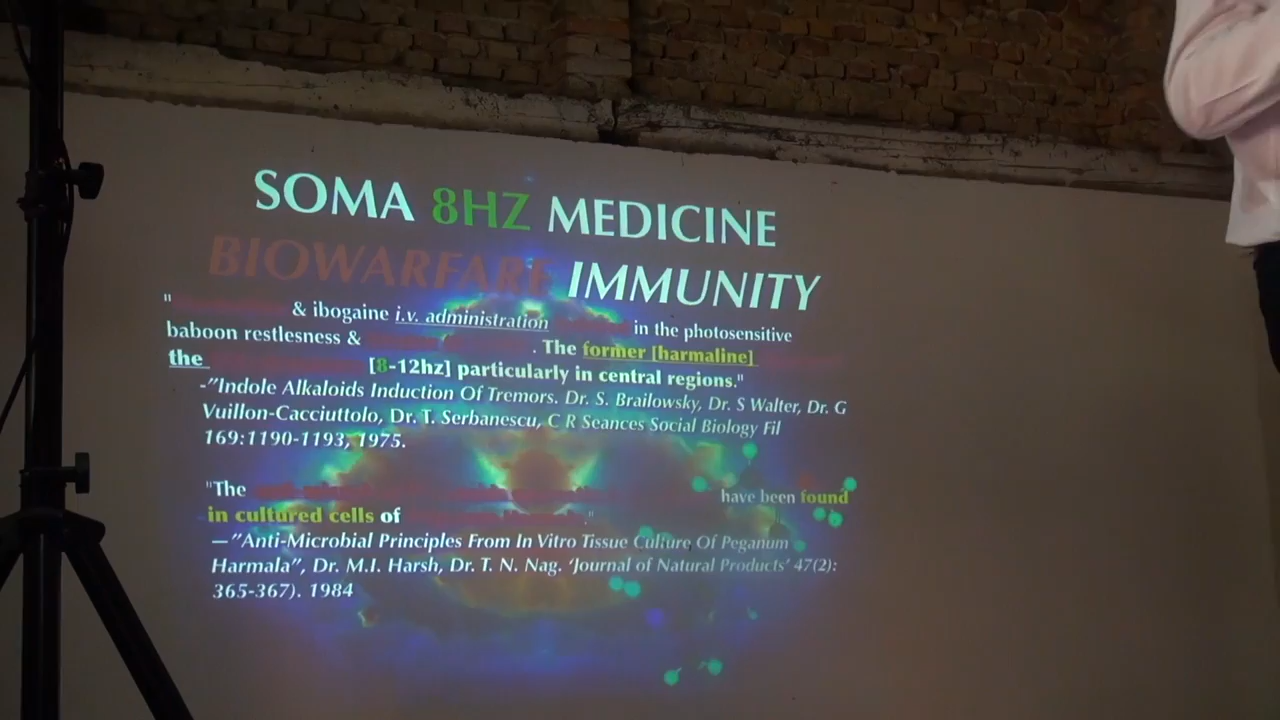 SOMA 8HZ MEDICINE
BIOWARFARE IMMUNITY
" & ibogaine i.v. administration in the photosensitive
baboon restlessness & . The former [harmaline]
the [8-12hz] particularly in central regions."
-"Indole Alkaloids Induction Of Tremors. Dr. S. Brailowsky, Dr. S Walter, Dr. G
Vuillon-Cacciuttolo, Dr. T. Serbanescu, C R Seances Social Biology Fil
169:1190-1193, 1975.
"The have been found
in cultured cells of ."
—"Anti-Microbial Principles From In Vitro Tissue Culture Of Peganum
Harmala", Dr. M.I. Harsh, Dr. T. N. Nag. ‘Journal of Natural Products’ 47(2):
365-367). 1984